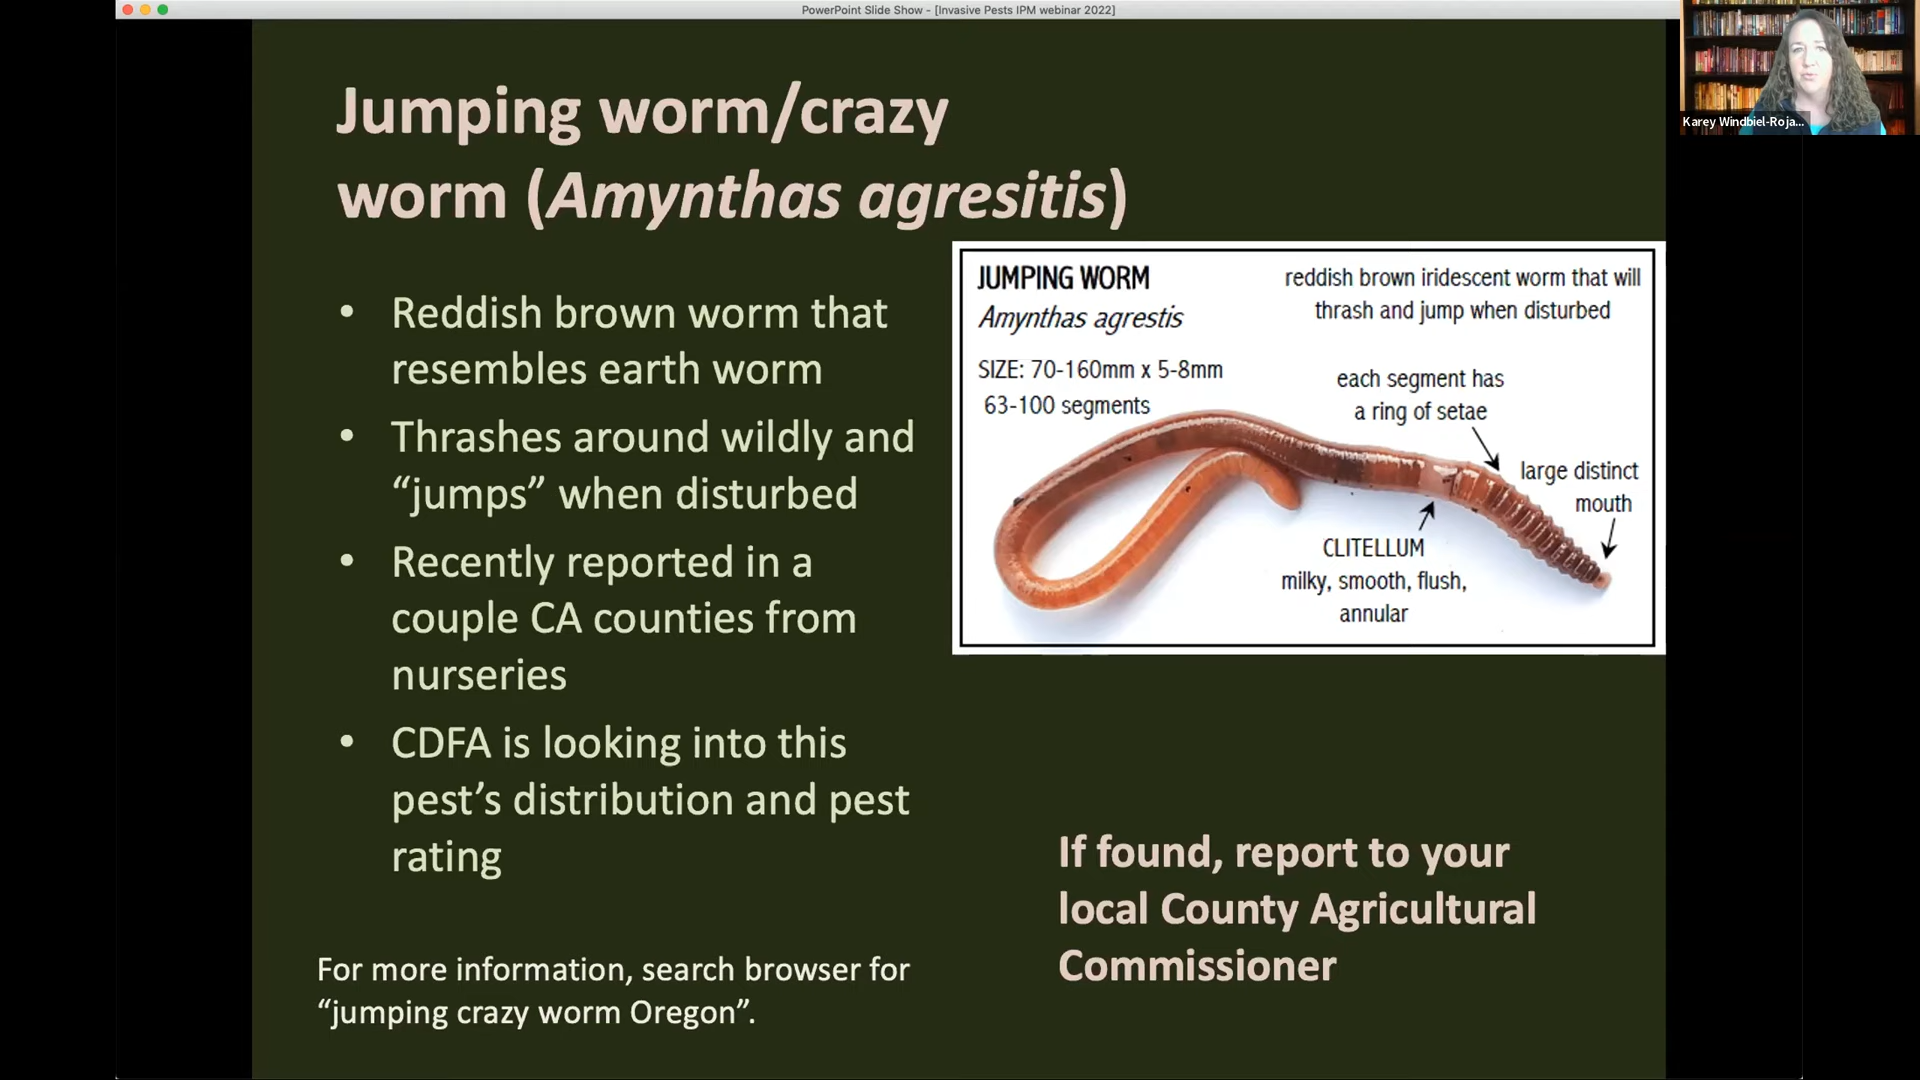 PowerPoint Slide Show - [Invasive Pests IPM webinar 2022]
Karey Windbiel-Roja...
Jumping worm/crazy
worm (Amynthas agresitis)
• Reddish brown worm that
resembles earth worm
• Thrashes around wildly and
“jumps” when disturbed
• Recently reported in a
couple CA counties from
nurseries
• CDFA is looking into this
pest’s distribution and pest
rating
For more information, search browser for
“jumping crazy worm Oregon”.
JUMPING WORM
Amynthas agrestis
SIZE: 70-160mm x 5-8mm
63-100 segments
reddish brown iridescent worm that will
thrash and jump when disturbed
each segment has
a ring of setae
large distinct
mouth
CLITELLUM
milky, smooth, flush,
annular
If found, report to your
local County Agricultural
Commissioner